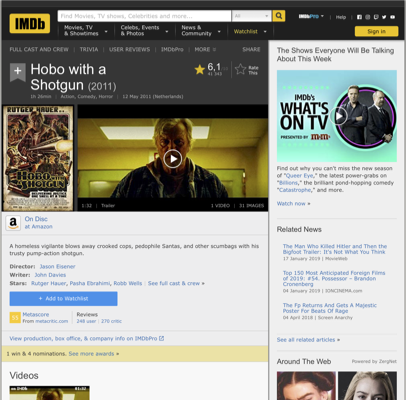 IMDb
Find Movies, TV shows, Celebrities and more...
All
IMDbPro
Help
Movies, TV & Showtimes
Celebs, Events & Photos
News & Community
Watchlist
Sign in
FULL CAST AND CREW | TRIVIA | USER REVIEWS | IMDbPro | MORE
SHARE
Hobo with a
Shotgun (2011)
6,1
Rate
This
1h 26min | Action, Comedy, Horror | 12 May 2011 (Netherlands)
RUTGER HAUER
HOBO WITH A
SHOTGUN
1:32 | Trailer
1 VIDEO | 31 IMAGES
On Disc
at Amazon
A homeless vigilante blows away crooked cops, pedophile Santas, and other scumbags with his
trusty pump-action shotgun.
Director: Jason Eisener
Writer: John Davies
Stars: Rutger Hauer, Pasha Ebrahimi, Robb Wells | See full cast & crew »
+ Add to Watchlist
Metascore
From metacritic.com
Reviews
248 user | 270 critic
View production, box office, & company info on IMDbPro
1 win & 4 nominations. See more awards »
Videos
The Shows Everyone Will Be Talking
About This Week
IMDb's
WHAT'S
ON TV
PRESENTED BY
Find out why you can't miss the new season
of "Queer Eye," the latest power-grabs on
"Billions," the brilliant pond-hopping comedy
"Catastrophe," and more.
Watch now »
Related News
The Man Who Killed Hitler and Then the
Bigfoot Trailer: It's Not What You Think
17 January 2019 | MovieWeb
Top 150 Most Anticipated Foreign Films
of 2019: #54. Possessor – Brandon
Cronenberg
04 January 2019 | IONCINEMA.com
The Fp Returns And Gets A Majestic
Poster For Beats Of Rage
04 April 2018 | Screen Anarchy
See all related articles »
Around The Web
Powered by ZergNet